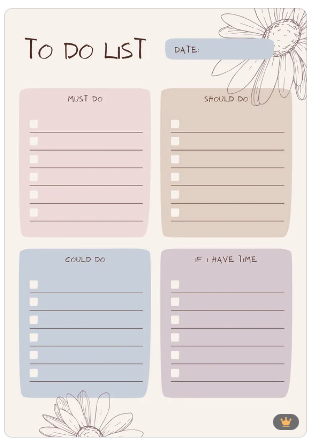 TO DO LIST
DATE:
MUST DO
SHOULD DO
COULD DO
IF I HAVE TIME